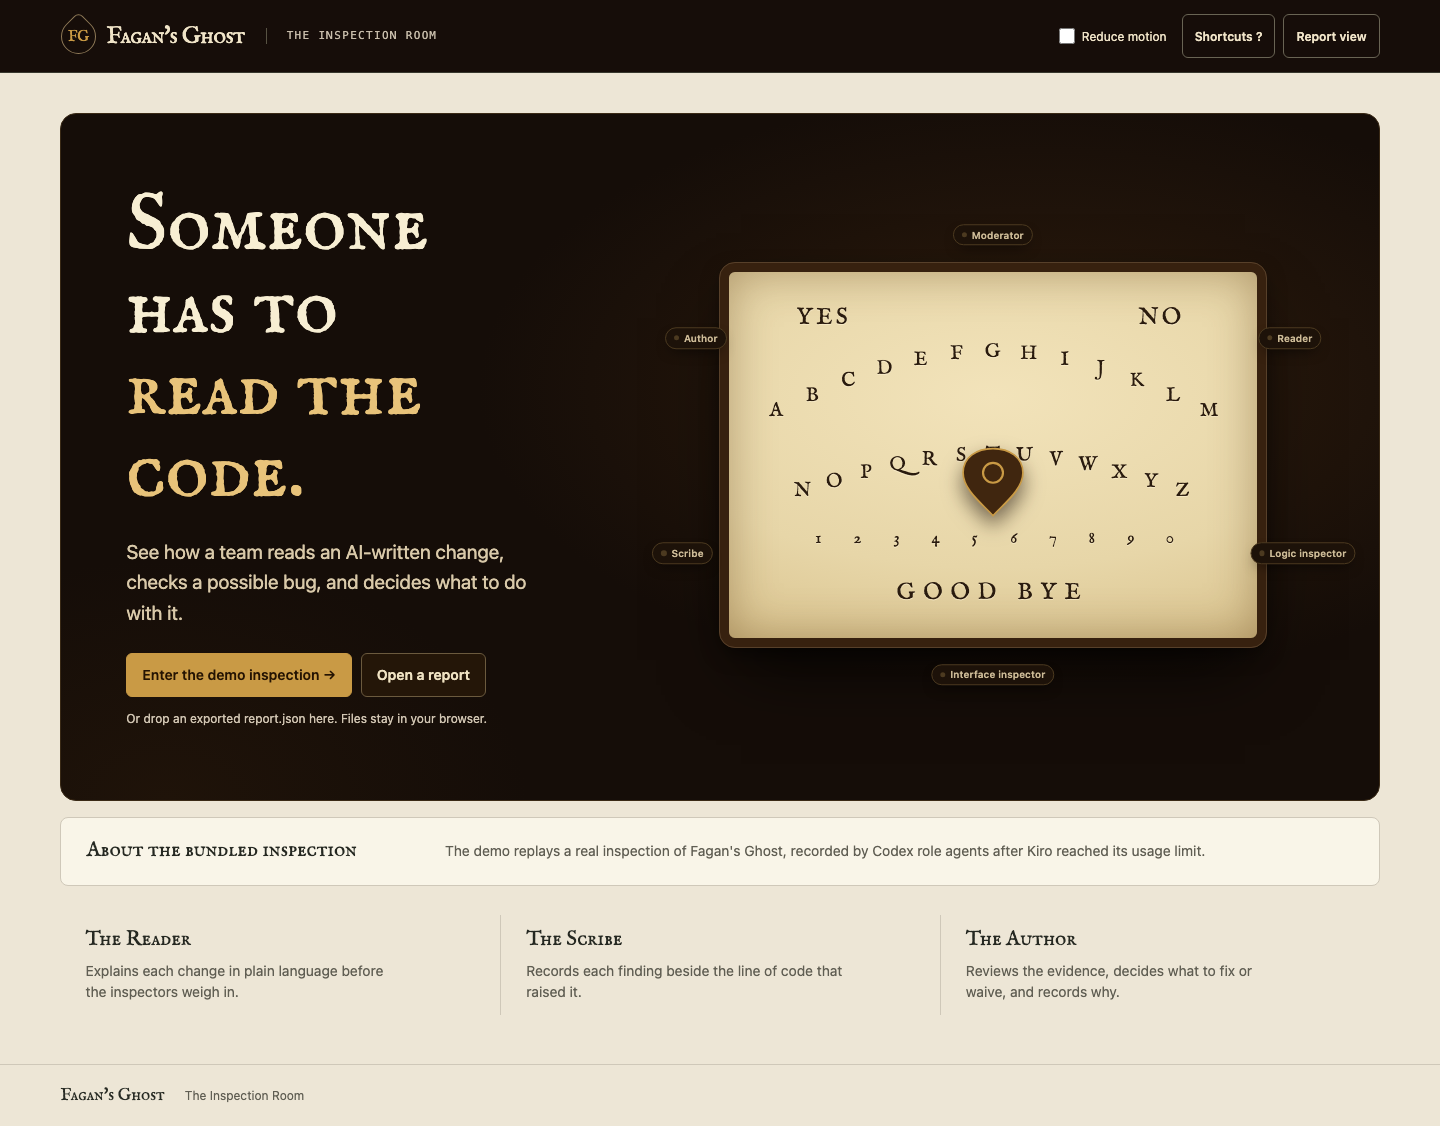 FG Fagan's Ghost THE INSPECTION ROOM Reduce motion Shortcuts ? Report view
Someone
has to
read the
code.
See how a team reads an AI-written change,
checks a possible bug, and decides what to do
with it.
Enter the demo inspection → Open a report
Or drop an exported report.json here. Files stay in your browser.
Moderator
Author
Reader
Scribe
Logic inspector
Interface inspector
YES NO
A B C D E F G H I J K L M
N O P Q R S U V W X Y Z
1 2 3 4 5 6 7 8 9 0
GOOD BYE
About the bundled inspection
The demo replays a real inspection of Fagan's Ghost, recorded by Codex role agents after Kiro reached its usage limit.
The Reader
Explains each change in plain language before
the inspectors weigh in.
The Scribe
Records each finding beside the line of code that
raised it.
The Author
Reviews the evidence, decides what to fix or
waive, and records why.
Fagan's Ghost The Inspection Room